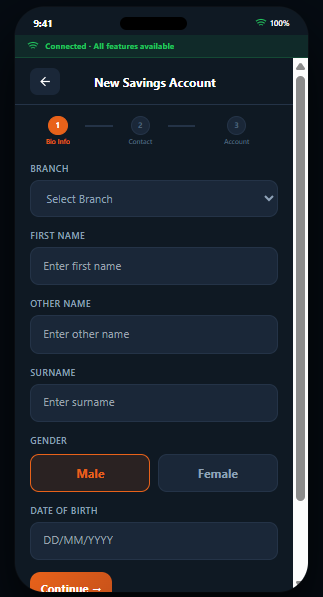 9:41
100%
Connected - All features available
←
New Savings Account
1
2
3
Bio Info
Contact
Account
BRANCH
Select Branch
FIRST NAME
Enter first name
OTHER NAME
Enter other name
SURNAME
Enter surname
GENDER
Male
Female
DATE OF BIRTH
DD/MM/YYYY
Continue →